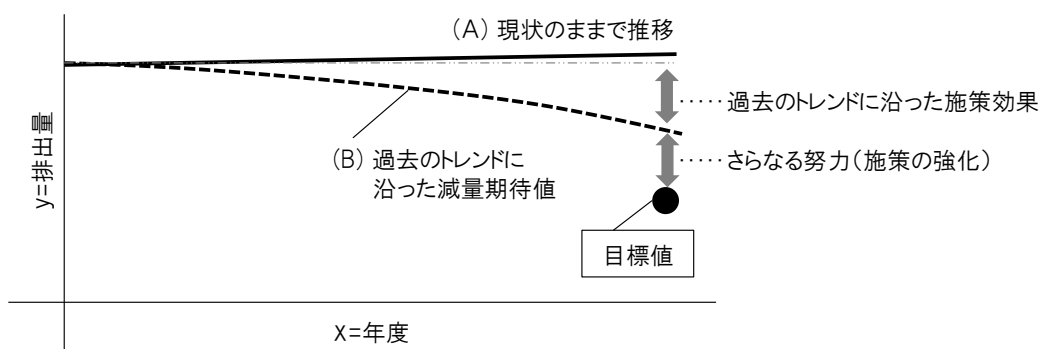 (A) 現状のままで推移
‥‥‥過去のトレンドに沿った施策効果
(B) 過去のトレンドに
沿った減量期待値
‥‥‥さらなる努力(施策の強化)
y=排出量
目標値
X=年度